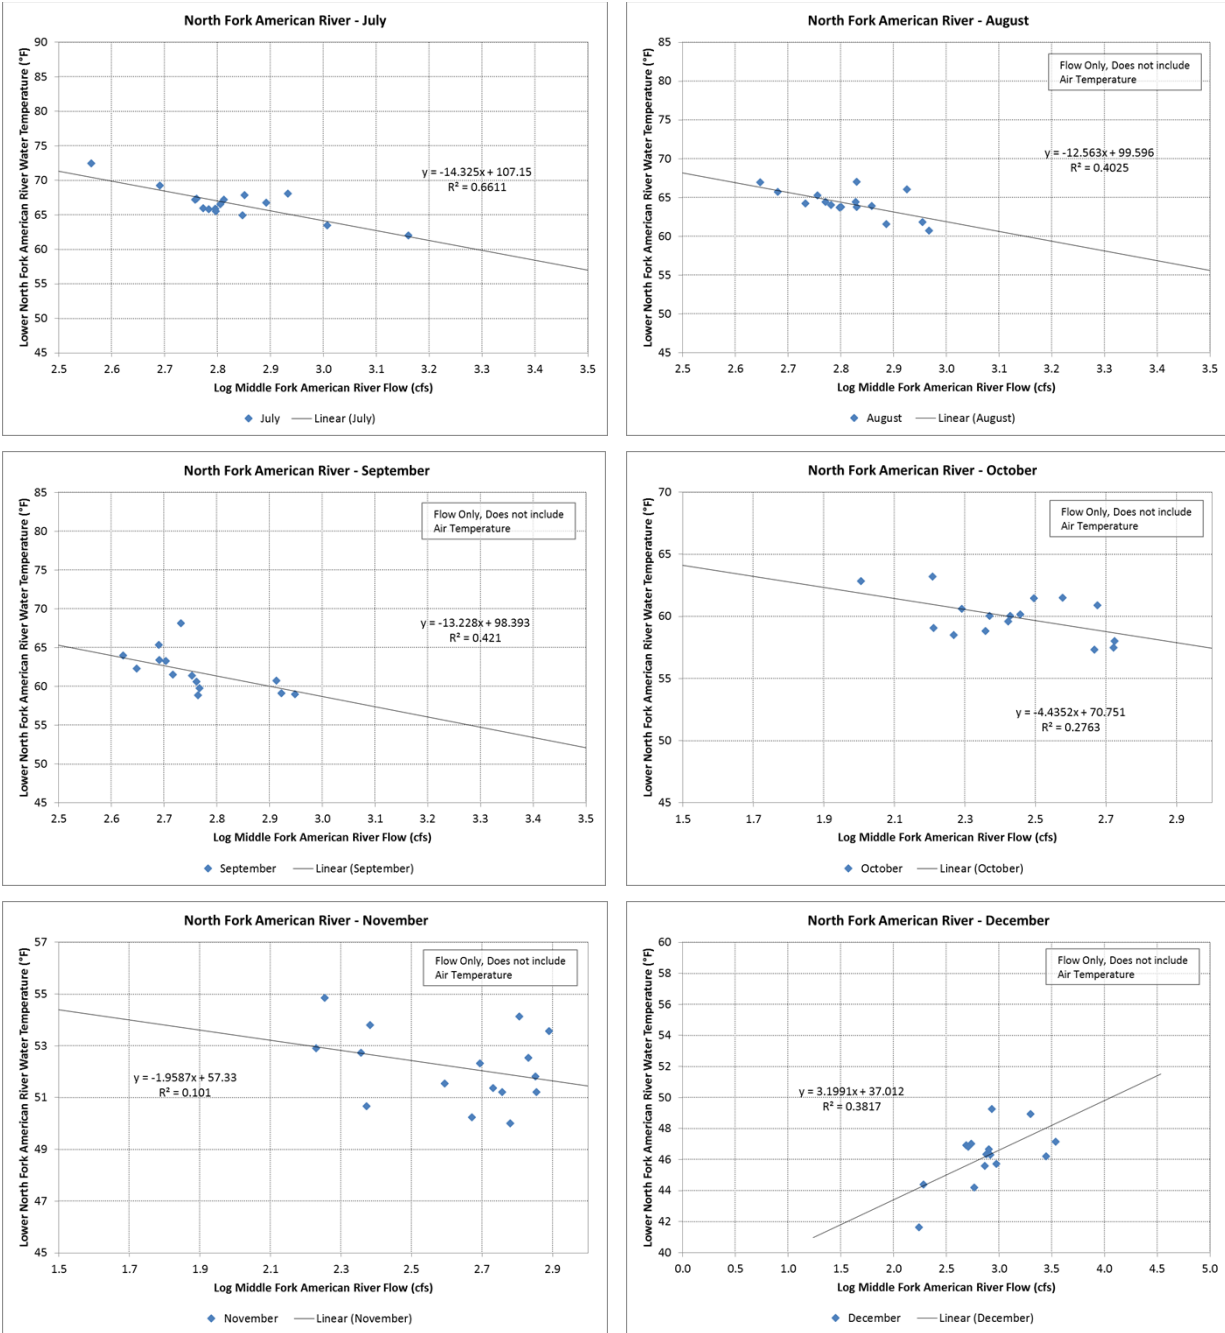 North Fork American River - July
Lower North Fork American River Water Temperature (°F)
90
85
80
75
70
65
60
55
50
45
y = -14.325x + 107.15
R² = 0.6611
2.5 2.6 2.7 2.8 2.9 3.0 3.1 3.2 3.3 3.4 3.5
Log Middle Fork American River Flow (cfs)
July Linear (July)
North Fork American River - August
Lower North Fork American River Water Temperature (°F)
85
80
75
70
65
60
55
50
45
Flow Only, Does not include
Air Temperature
y = -12.563x + 99.596
R² = 0.4025
2.5 2.6 2.7 2.8 2.9 3.0 3.1 3.2 3.3 3.4 3.5
Log Middle Fork American River Flow (cfs)
August Linear (August)
North Fork American River - September
Lower North Fork American River Water Temperature (°F)
85
80
75
70
65
60
55
50
45
Flow Only, Does not include
Air Temperature
y = -13.228x + 98.393
R² = 0.421
2.5 2.6 2.7 2.8 2.9 3.0 3.1 3.2 3.3 3.4 3.5
Log Middle Fork American River Flow (cfs)
September Linear (September)
North Fork American River - October
Lower North Fork American River Water Temperature (°F)
70
65
60
55
50
45
Flow Only, Does not include
Air Temperature
y = -4.4352x + 70.751
R² = 0.2763
1.5 1.9 2.3 2.5 2.7 2.9
Log Middle Fork American River Flow (cfs)
October Linear (October)
North Fork American River - November
Lower North Fork American River Water Temperature (°F)
57
55
53
51
49
47
45
Flow Only, Does not include
Air Temperature
y = -1.9587x + 57.33
R² = 0.101
1.5 1.7 1.9 2.1 2.3 2.5 2.7 2.9
Log Middle Fork American River Flow (cfs)
November Linear (November)
North Fork American River - December
Lower North Fork American River Water Temperature (°F)
60
58
56
54
52
50
48
46
44
42
40
Flow Only, Does not include
Air Temperature
y = 3.1991x + 37.012
R² = 0.3817
0.0 0.5 1.0 1.5 2.0 2.5 3.0 3.5 4.0 4.5 5.0
Log Middle Fork American River Flow (cfs)
December Linear (December)